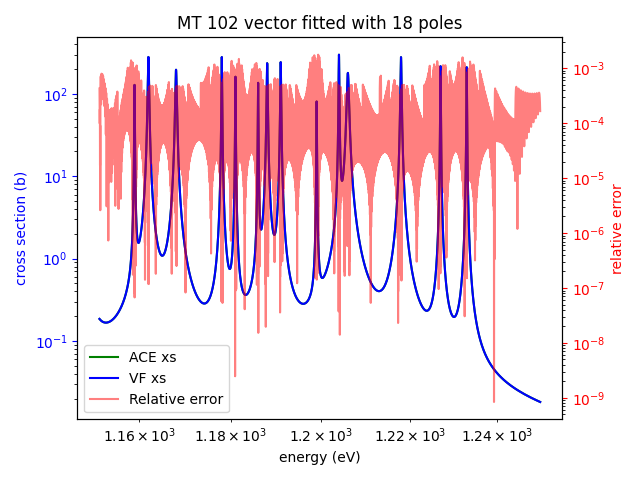 MT 102 vector fitted with 18 poles
cross section (b)
10²
10¹
10⁰
10⁻¹
10⁻³
10⁻⁴
10⁻⁵
10⁻⁶
10⁻⁷
10⁻⁸
10⁻⁹
relative error
ACE xs
VF xs
Relative error
1.16 × 10³ 1.18 × 10³ 1.2 × 10³ 1.22 × 10³ 1.24 × 10³
energy (eV)